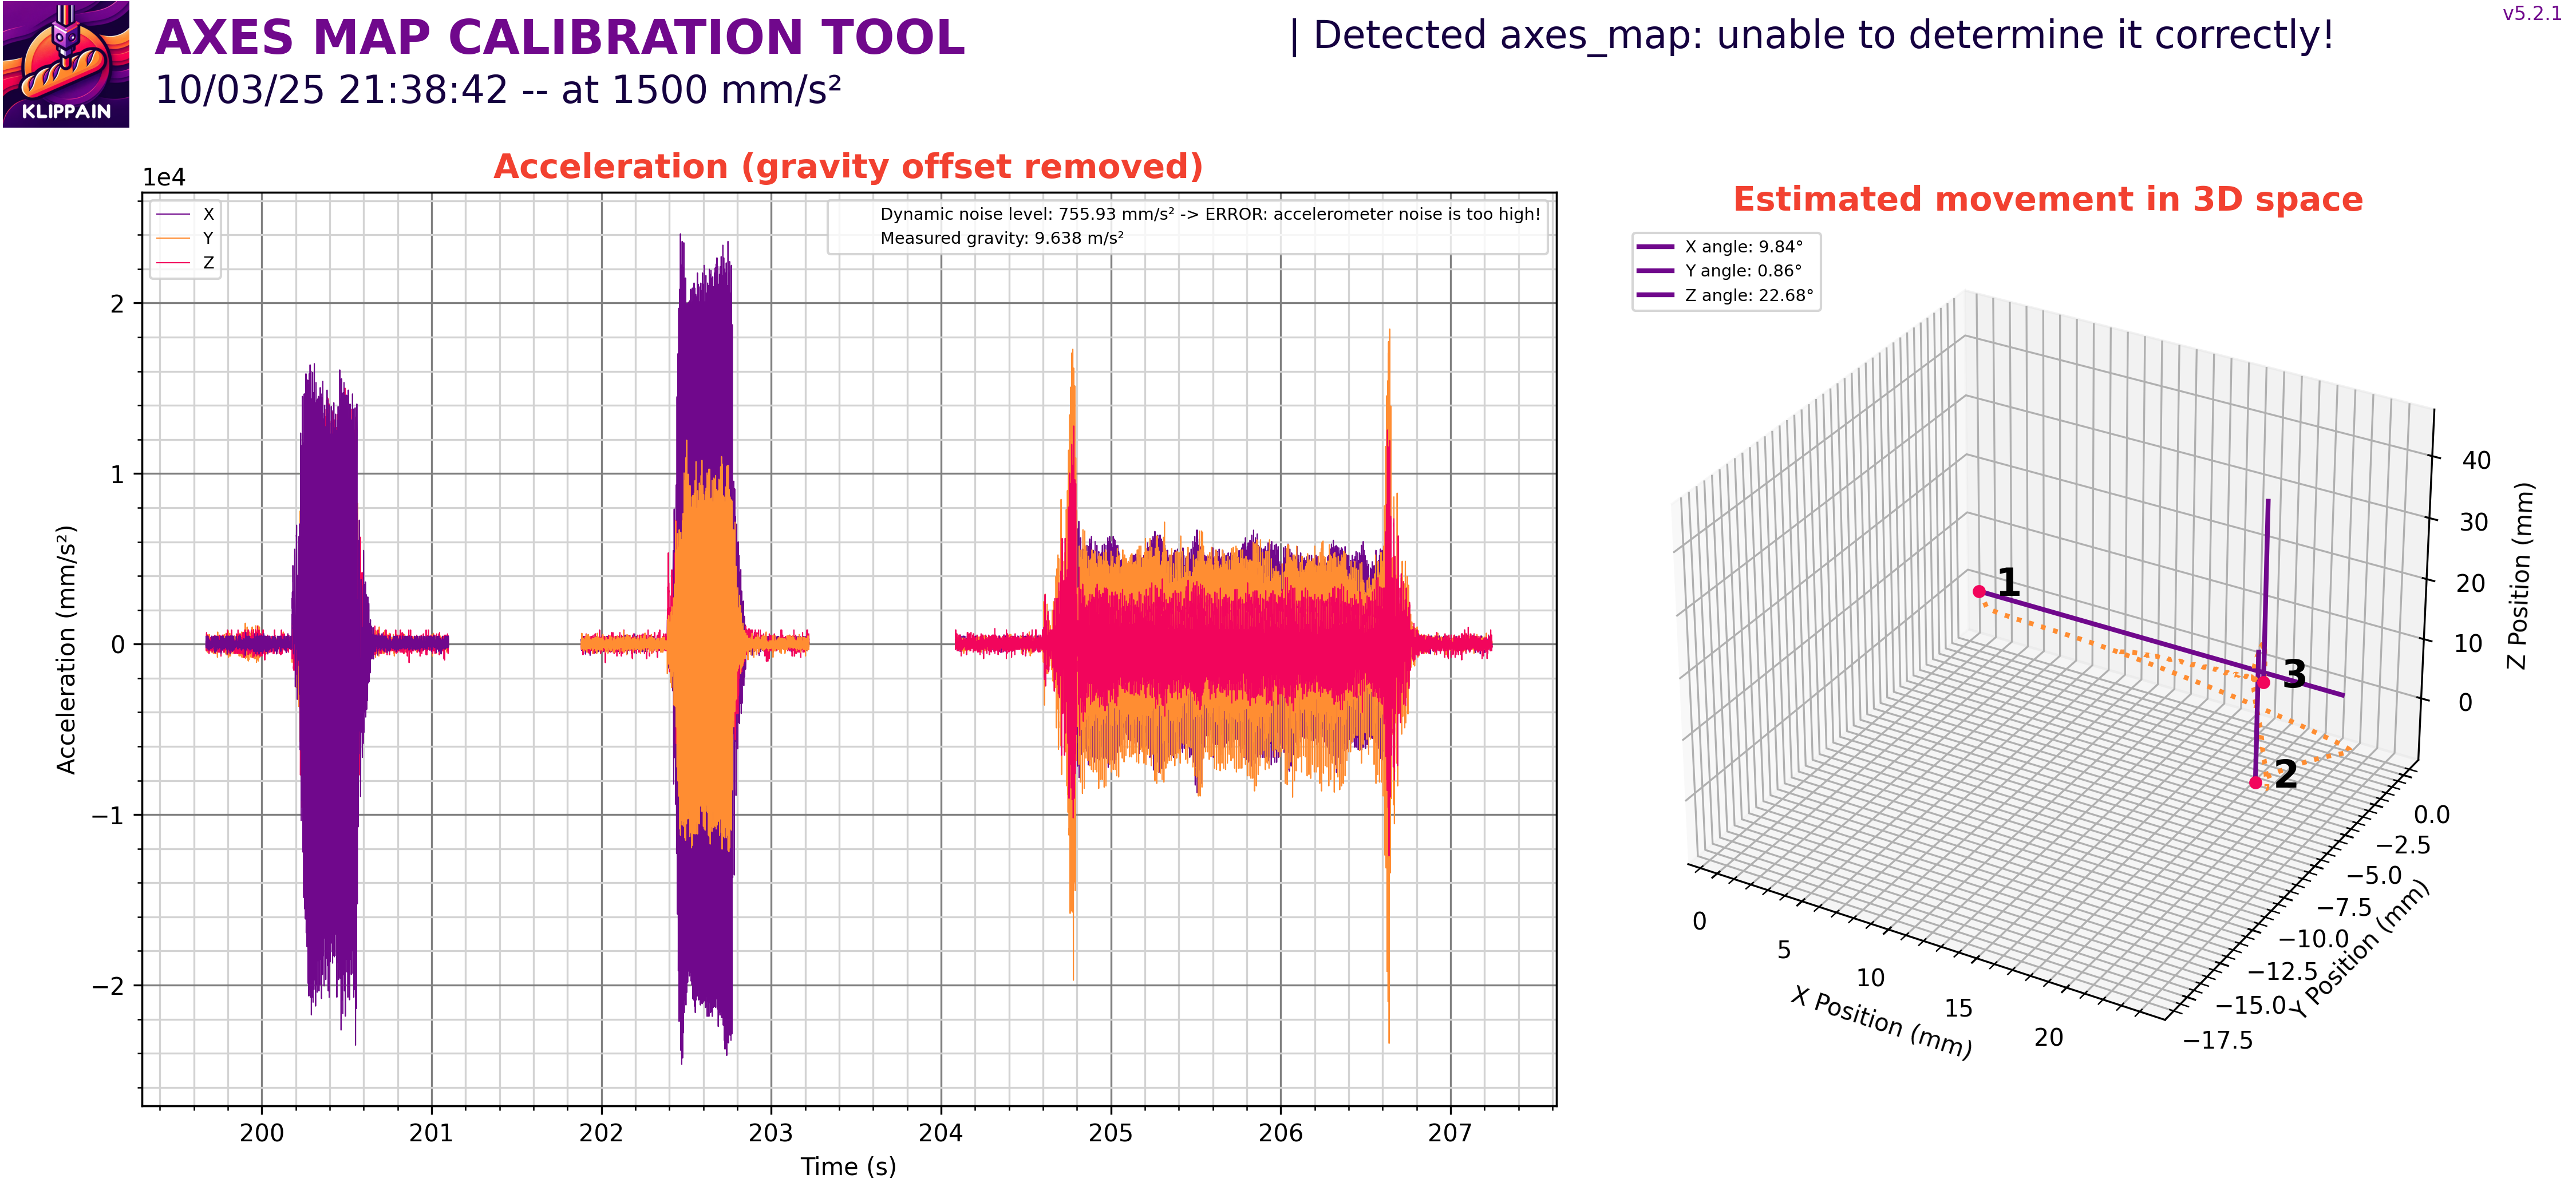 AXES MAP CALIBRATION TOOL
| Detected axes_map: unable to determine it correctly!
v5.2.1
10/03/25 21:38:42 -- at 1500 mm/s²
KLIPPAIN
Acceleration (gravity offset removed)
1e4
X
Y
Z
Dynamic noise level: 755.93 mm/s² -> ERROR: accelerometer noise is too high!
Measured gravity: 9.638 m/s²
2
1
0
−1
−2
Acceleration (mm/s²)
200 201 202 203 204 205 206 207
Time (s)
Estimated movement in 3D space
X angle: 9.84°
Y angle: 0.86°
Z angle: 22.68°
1
3
2
40
30
20
10
0
Z Position (mm)
0.0
−2.5
−5.0
−7.5
−10.0
−12.5
−15.0
−17.5
Y Position (mm)
0
5
10
15
20
X Position (mm)